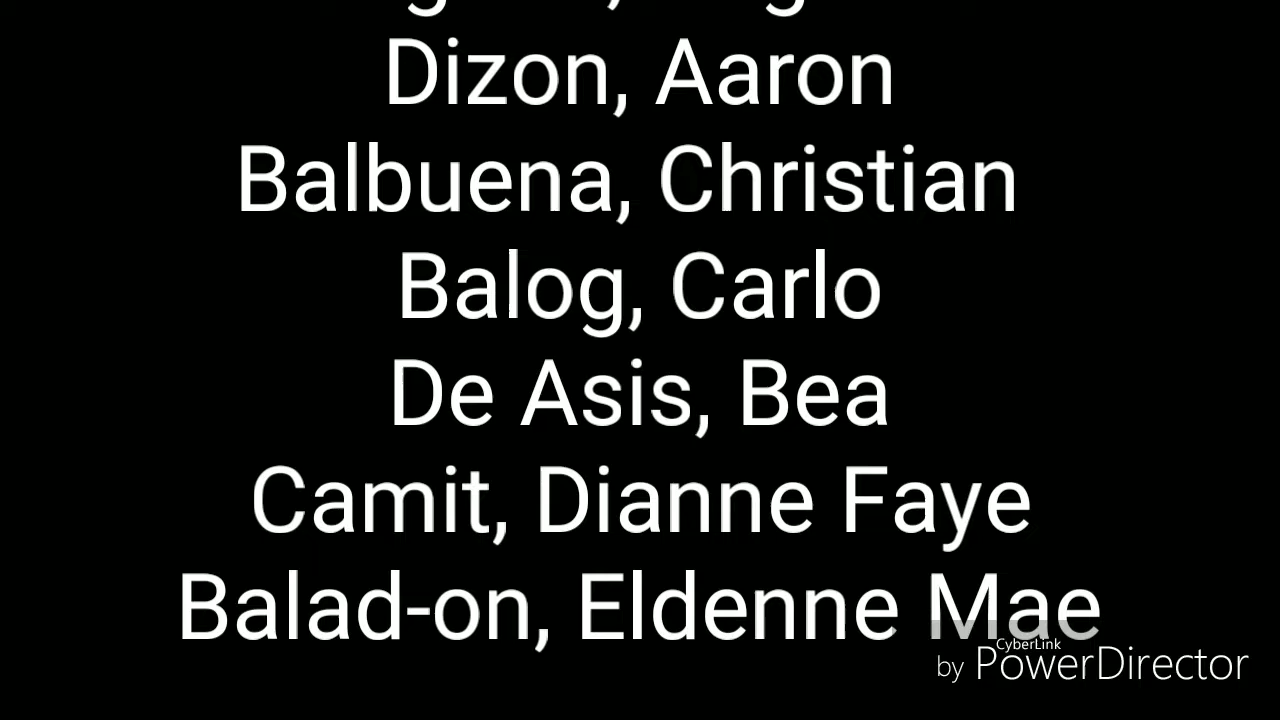 Dizon, Aaron
Balbuena, Christian
Balog, Carlo
De Asis, Bea
Camit, Dianne Faye
Balad-on, Eldenne Mae
CyberLink
by PowerDirector